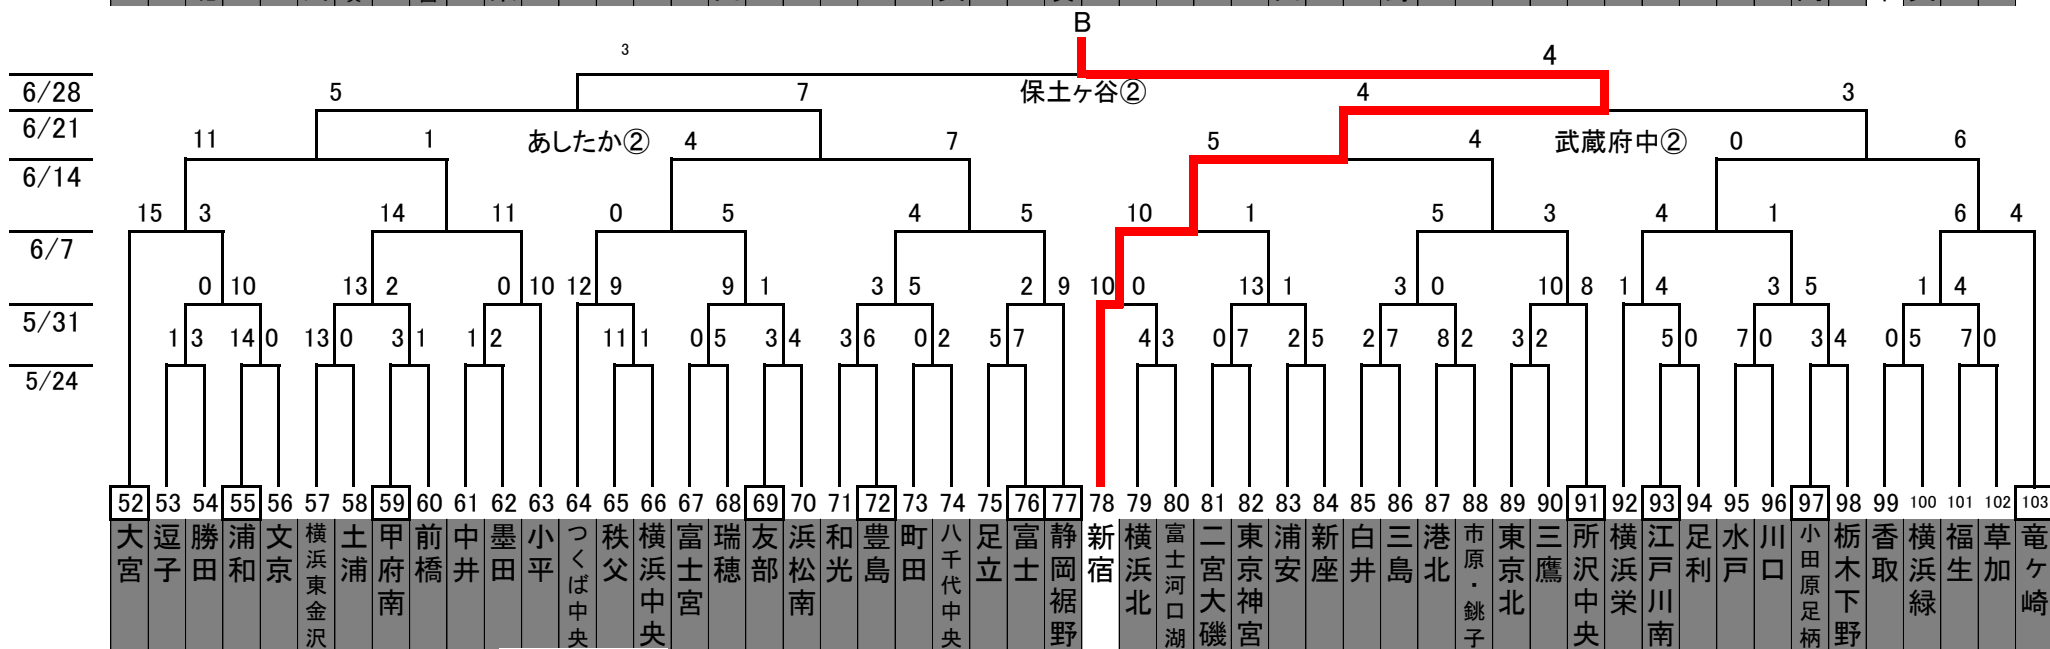 B
3 4
6/28 5 7 保土ヶ谷② 4 3
6/21 11 1 あしたか② 4 7 5 4 武蔵府中② 0 6
6/14
15 3 14 11 0 5 4 5 10 1 5 3 4 1 6 4
6/7
0 10 13 2 0 10 12 9 9 1 3 5 2 9 10 0 13 1 3 0 10 8 1 4 3 5 1 4
5/31
1 3 14 0 13 0 3 1 1 2 11 1 0 5 3 4 3 6 0 2 5 7 4 3 0 7 2 5 2 7 8 2 3 2 5 0 7 0 3 4 0 5 7 0
5/24
52 53 54 55 56 57 58 59 60 61 62 63 64 65 66 67 68 69 70 71 72 73 74 75 76 77 78 79 80 81 82 83 84 85 86 87 88 89 90 91 92 93 94 95 96 97 98 99 100 101 102 103
大宮
逗子
勝田
浦和
文京
横浜東金沢
土浦
甲府南
前橋
中井
墨田
小平
つくば中央
秩父
横浜中央
富士宮
瑞穂
友部
浜松南
和光
豊島
町田
八千代中央
足立
富士
静岡裾野
新宿
横浜北
富士河口湖
二宮大磯
東京神宮
浦安
新座
白井
三島
港北
市原・銚子
東京北
三鷹
所沢中央
横浜栄
江戸川南
足利
水戸
川口
小田原足柄
栃木下野
香取
横浜緑
福生
草加
竜ヶ崎